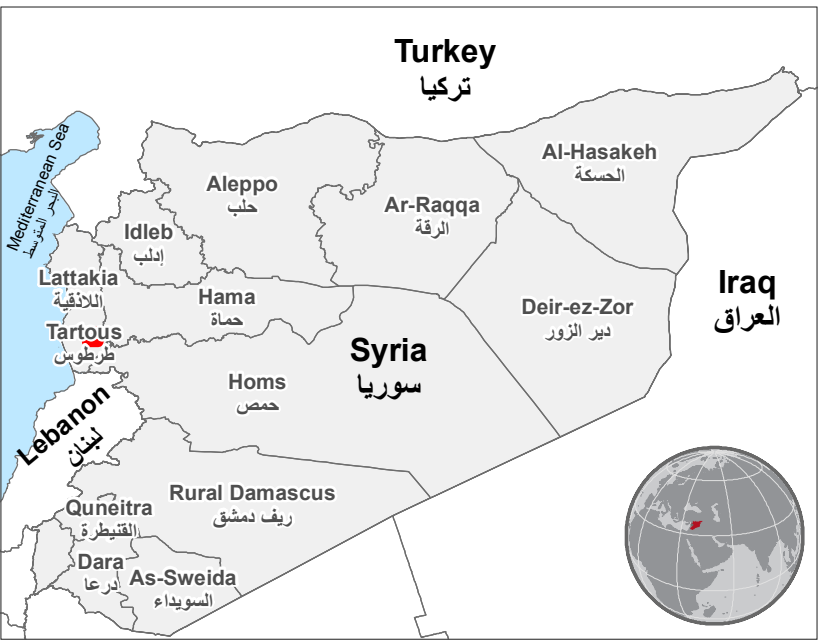 Turkey
تركيا
Mediterranean Sea
البحر المتوسط
Al-Hasakeh
الحسكة
Aleppo
حلب
Ar-Raqqa
الرقة
Idleb
إدلب
Lattakia
اللاذقية
Hama
حماة
Deir-ez-Zor
دير الزور
Iraq
العراق
Tartous
طرطوس
Syria
سوريا
Homs
حمص
Lebanon
لبنان
Rural Damascus
ريف دمشق
Quneitra
القنيطرة
Dara
درعا
As-Sweida
السويداء